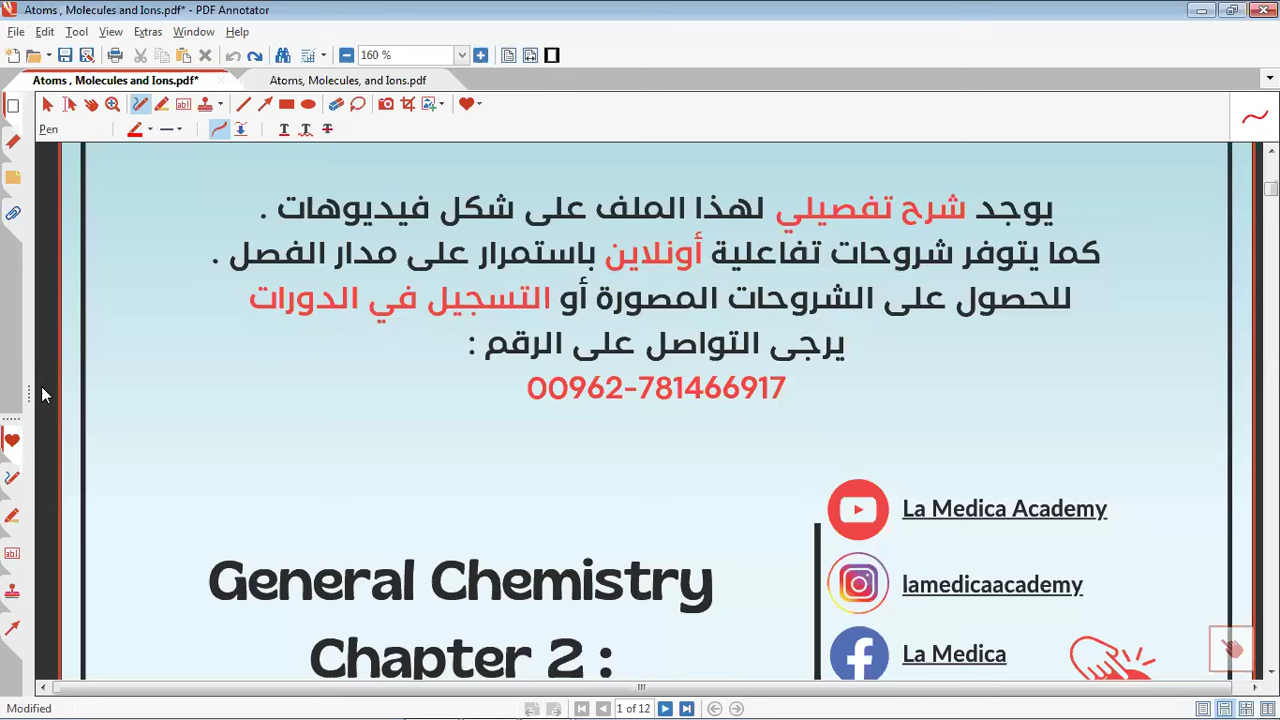 Atoms , Molecules and Ions.pdf* - PDF Annotator
File Edit Tool View Extras Window Help
160 %
Atoms , Molecules and Ions.pdf* Atoms, Molecules, and Ions.pdf
Pen
يوجد شرح تفصيلي لهذا الملف على شكل فيديوهات .
كما يتوفر شروحات تفاعلية أونلاين باستمرار على مدار الفصل .
للحصول على الشروحات المصورة أو التسجيل في الدورات
يرجى التواصل على الرقم :
00962-781466917
La Medica Academy
General Chemistry
lamedicaacademy
Chapter 2 :
La Medica
Modified 1 of 12